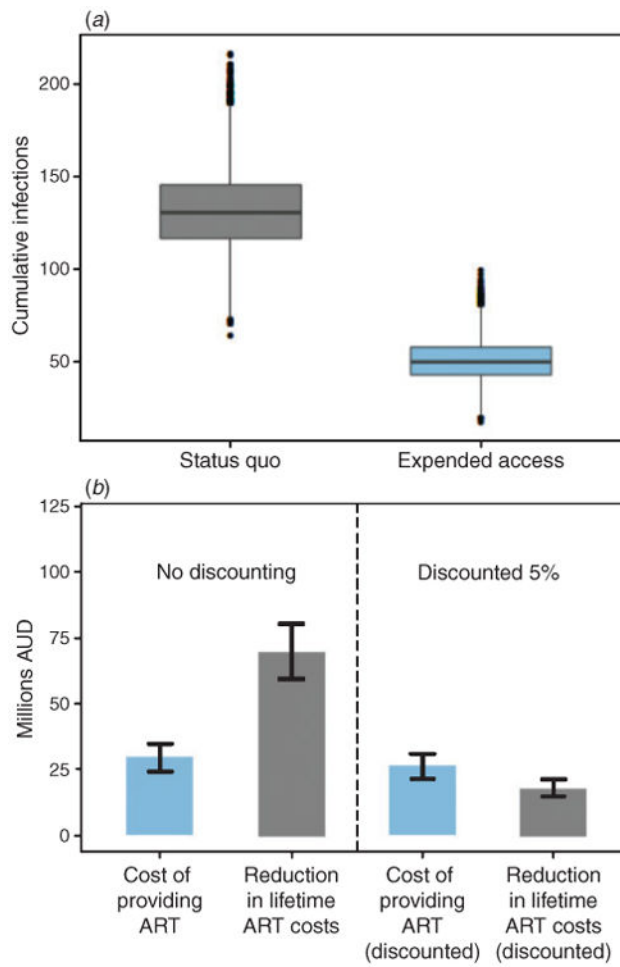 (a)
200
150
100
50
Cumulative infections
Status quo
Expended access
(b)
125
100
75
50
25
0
Millions AUD
No discounting
Discounted 5%
Cost of
providing
ART
Reduction
in lifetime
ART costs
Cost of
providing
ART
(discounted)
Reduction
in lifetime
ART costs
(discounted)